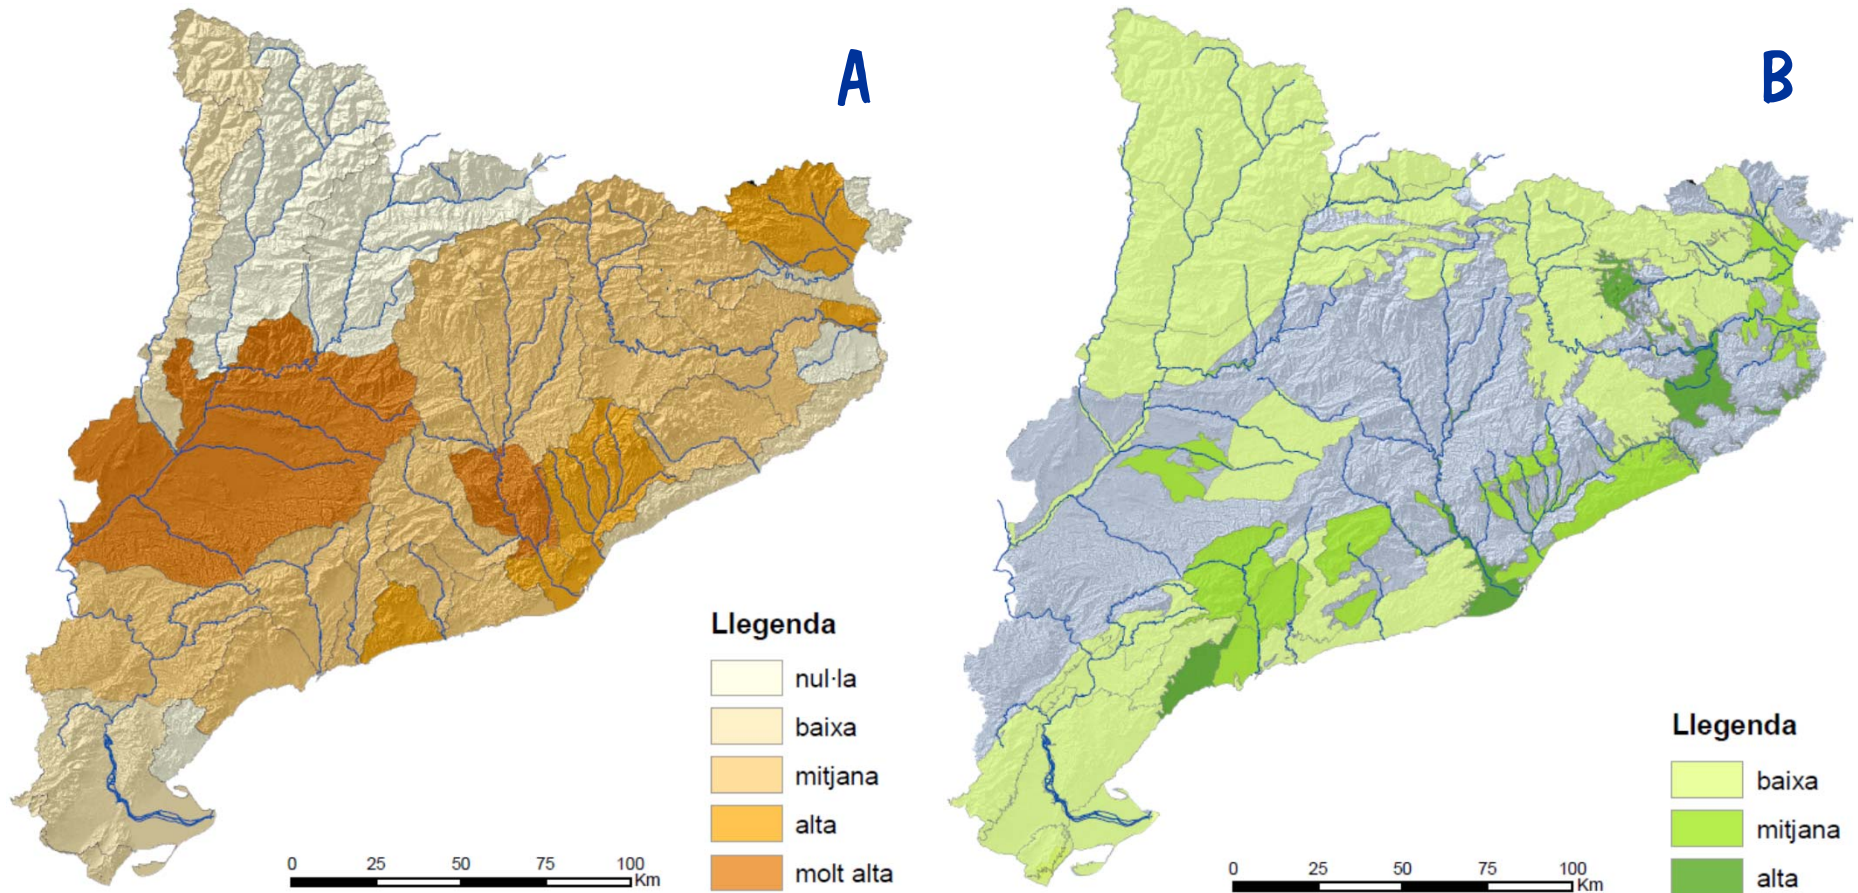 A
Llegenda
nul·la
baixa
mitjana
alta
molt alta
0 25 50 75 100
Km
B
Llegenda
baixa
mitjana
alta
0 25 50 75 100
Km